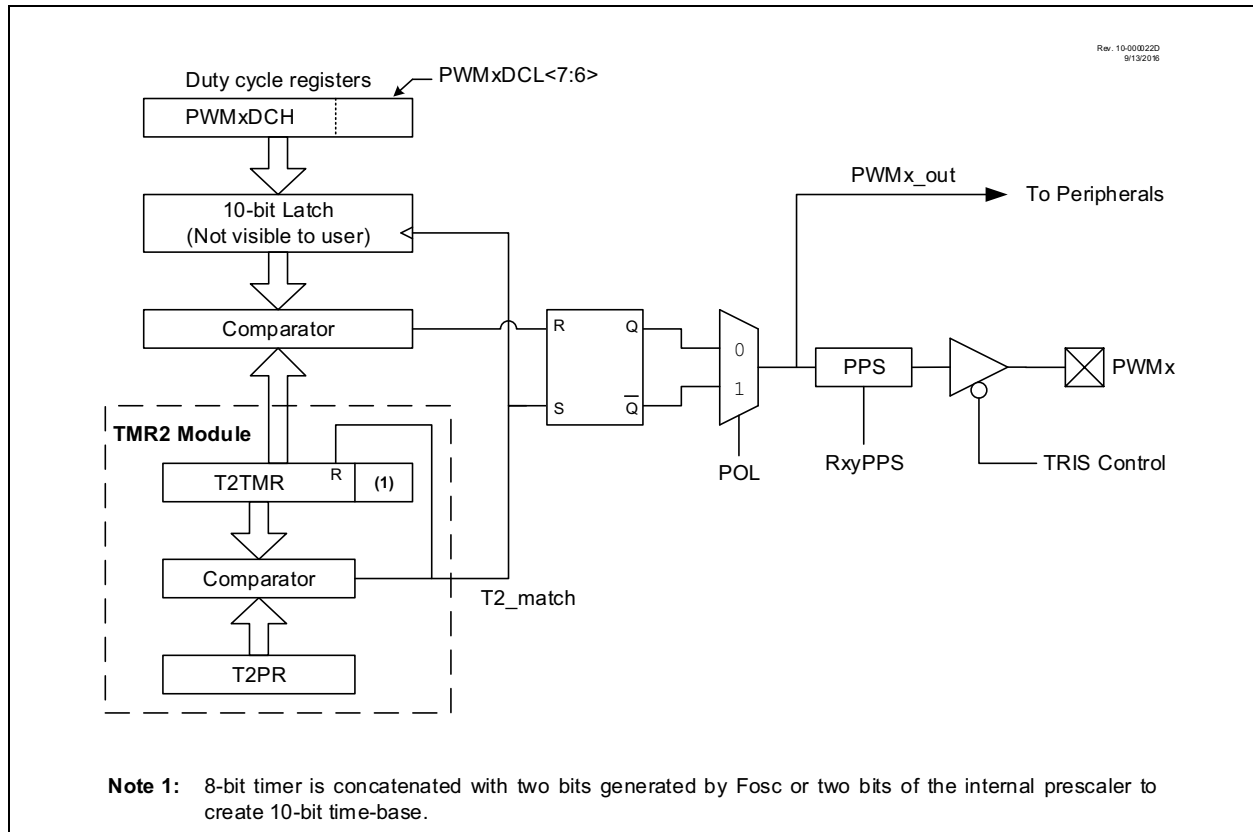 Rev. 10-000022D
9/13/2016
Duty cycle registers
PWMxDCL<7:6>
PWMxDCH
10-bit Latch
(Not visible to user)
Comparator
R
Q
S
Q̅
0
1
POL
PWMx_out
To Peripherals
PPS
RxyPPS
PWMx
TRIS Control
TMR2 Module
T2TMR
R
(1)
Comparator
T2_match
T2PR
Note 1: 8-bit timer is concatenated with two bits generated by Fosc or two bits of the internal prescaler to
create 10-bit time-base.